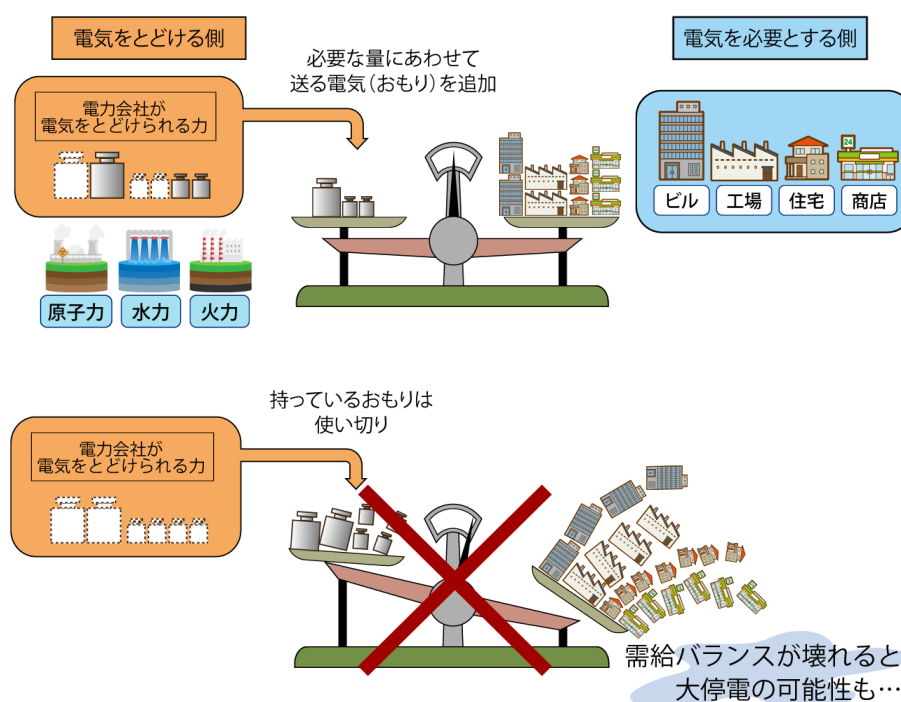 電気をとどける側
電気を必要とする側
必要な量にあわせて
送る電気(おもり)を追加
電力会社が
電気をとどけられる力
24
ビル
工場
住宅
商店
原子力
水力
火力
持っているおもりは
使い切り
電力会社が
電気をとどけられる力
需給バランスが壊れると
大停電の可能性も…